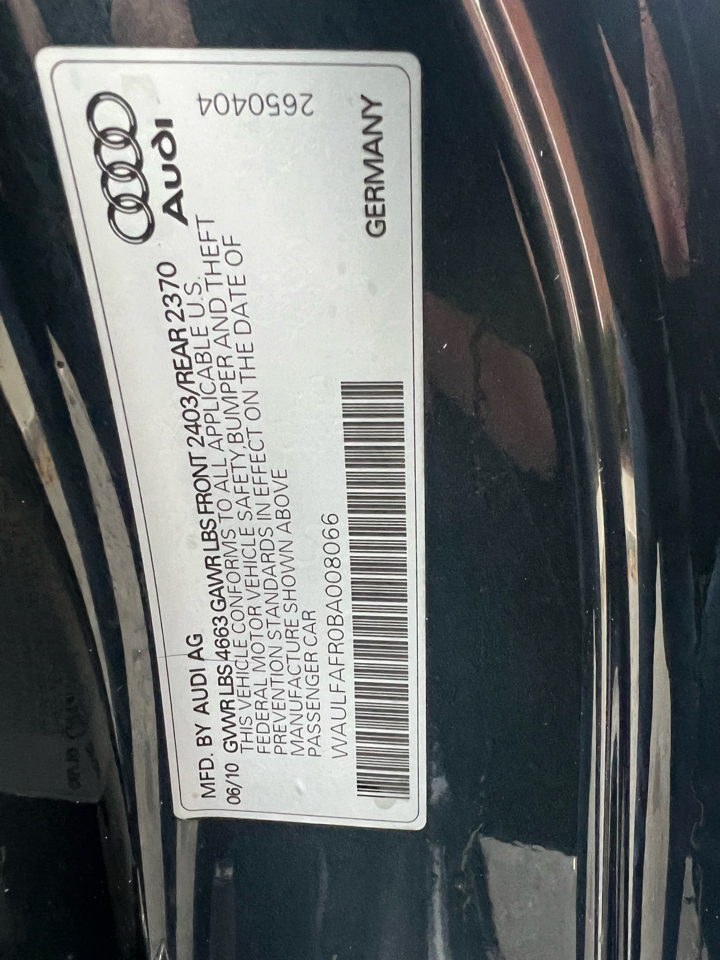 MFD. BY AUDI AG
06/10 GVWR LBS 4663 GAWR LBS FRONT 2403/REAR 2370
THIS VEHICLE CONFORMS TO ALL APPLICABLE U.S.
FEDERAL MOTOR VEHICLE SAFETY, BUMPER AND THEFT
PREVENTION STANDARDS IN EFFECT ON THE DATE OF
MANUFACTURE SHOWN ABOVE
PASSENGER CAR
WAULFAFR0BA008066
Audi
2650404
GERMANY